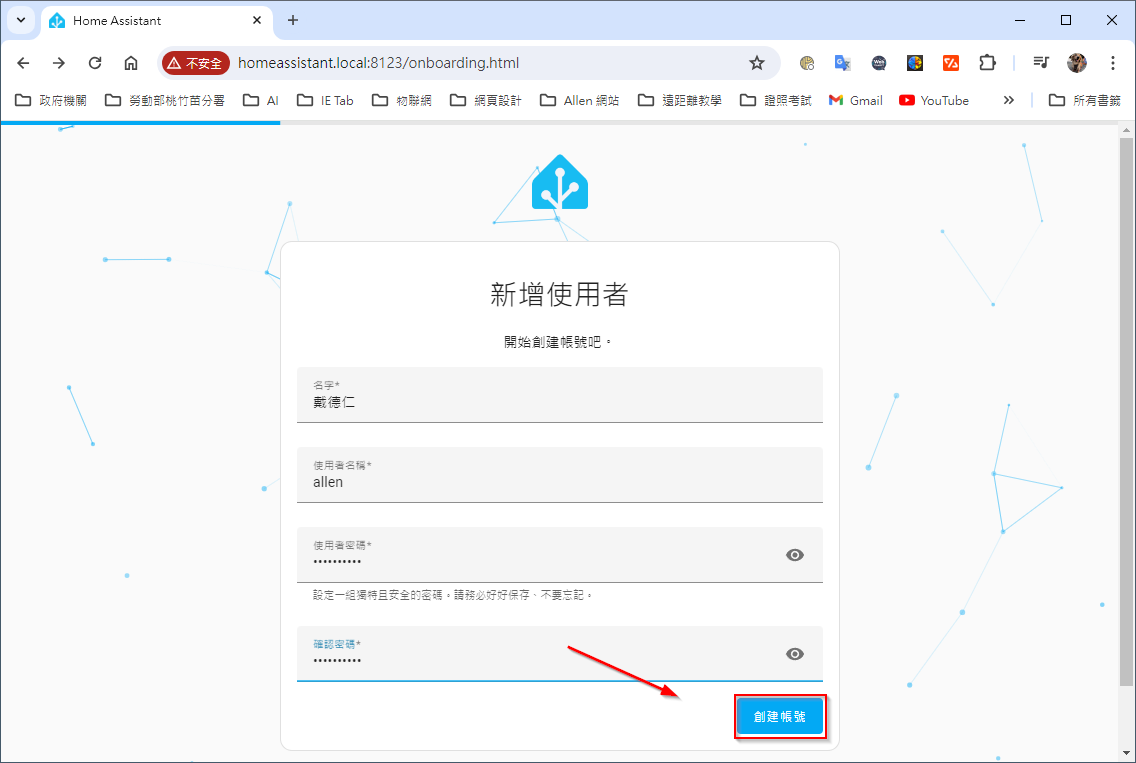 Home Assistant
不安全
homeassistant.local:8123/onboarding.html
政府機關 勞動部桃竹苗分署 AI IE Tab 物聯網 網頁設計 Allen 網站 遠距離教學 證照考試 Gmail YouTube 所有書籤
新增使用者
開始創建帳號吧。
名字*
戴德仁
使用者名稱*
allen
使用者密碼*
••••••••••
設定一組獨特且安全的密碼。請務必好好保存、不要忘記。
確認密碼*
••••••••••
創建帳號